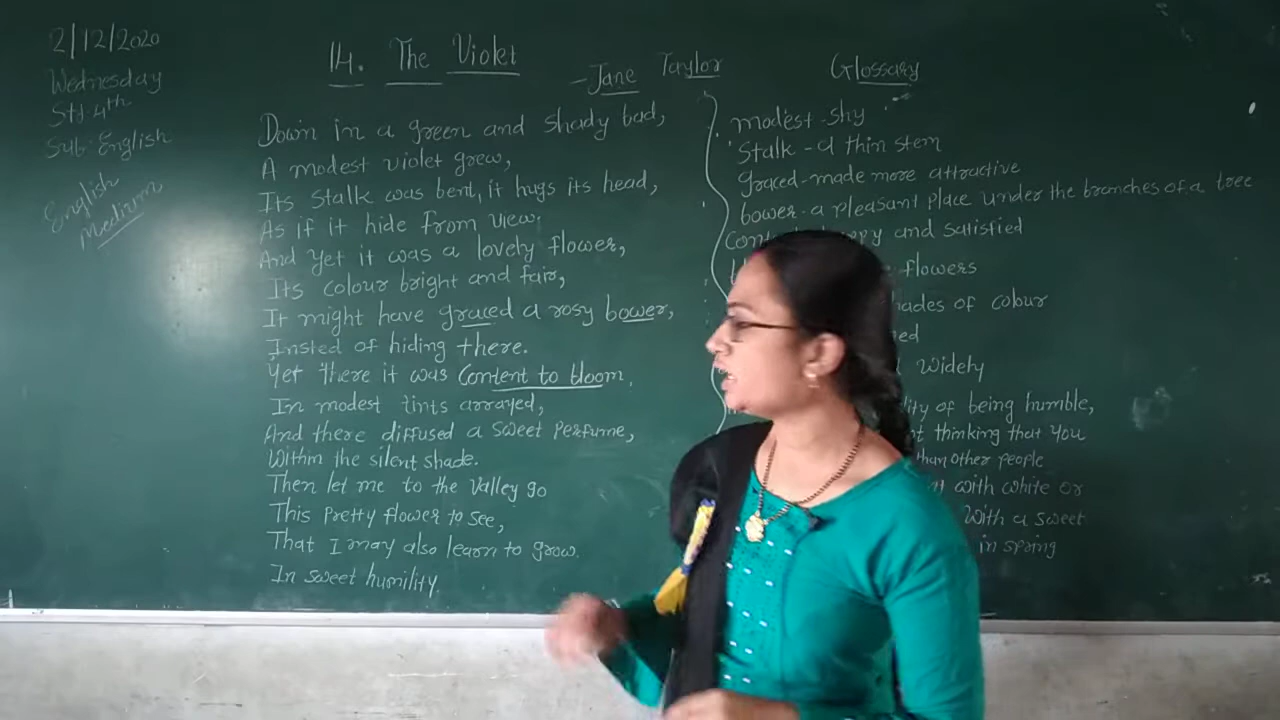 2/12/2020
Wednesday
Std: 4th
Sub: English
English
Medium
14. The Violet
- Jane Taylor
Down in a green and shady bad,
A modest violet grew,
Its stalk was bent, it hugs its head,
As if it hide from view.
And yet it was a lovely flower,
Its colour bright and fair,
It might have graced a rosy bower,
Insted of hiding there.
Yet there it was Content to bloom,
In modest tints arrayed,
And there diffused a sweet perfume,
Within the silent shade.
Then let me to the Valley go
This pretty flower to see,
That I may also learn to grow.
In sweet humility.
Glossary
modest - shy
Stalk - a thin stem
graced - made more attractive
bower - a pleasant place under the branches of a tree
and satisfied
flowers
of colour
Widely
of being humble,
thinking that you
than other people
with white or
With a sweet
in spring